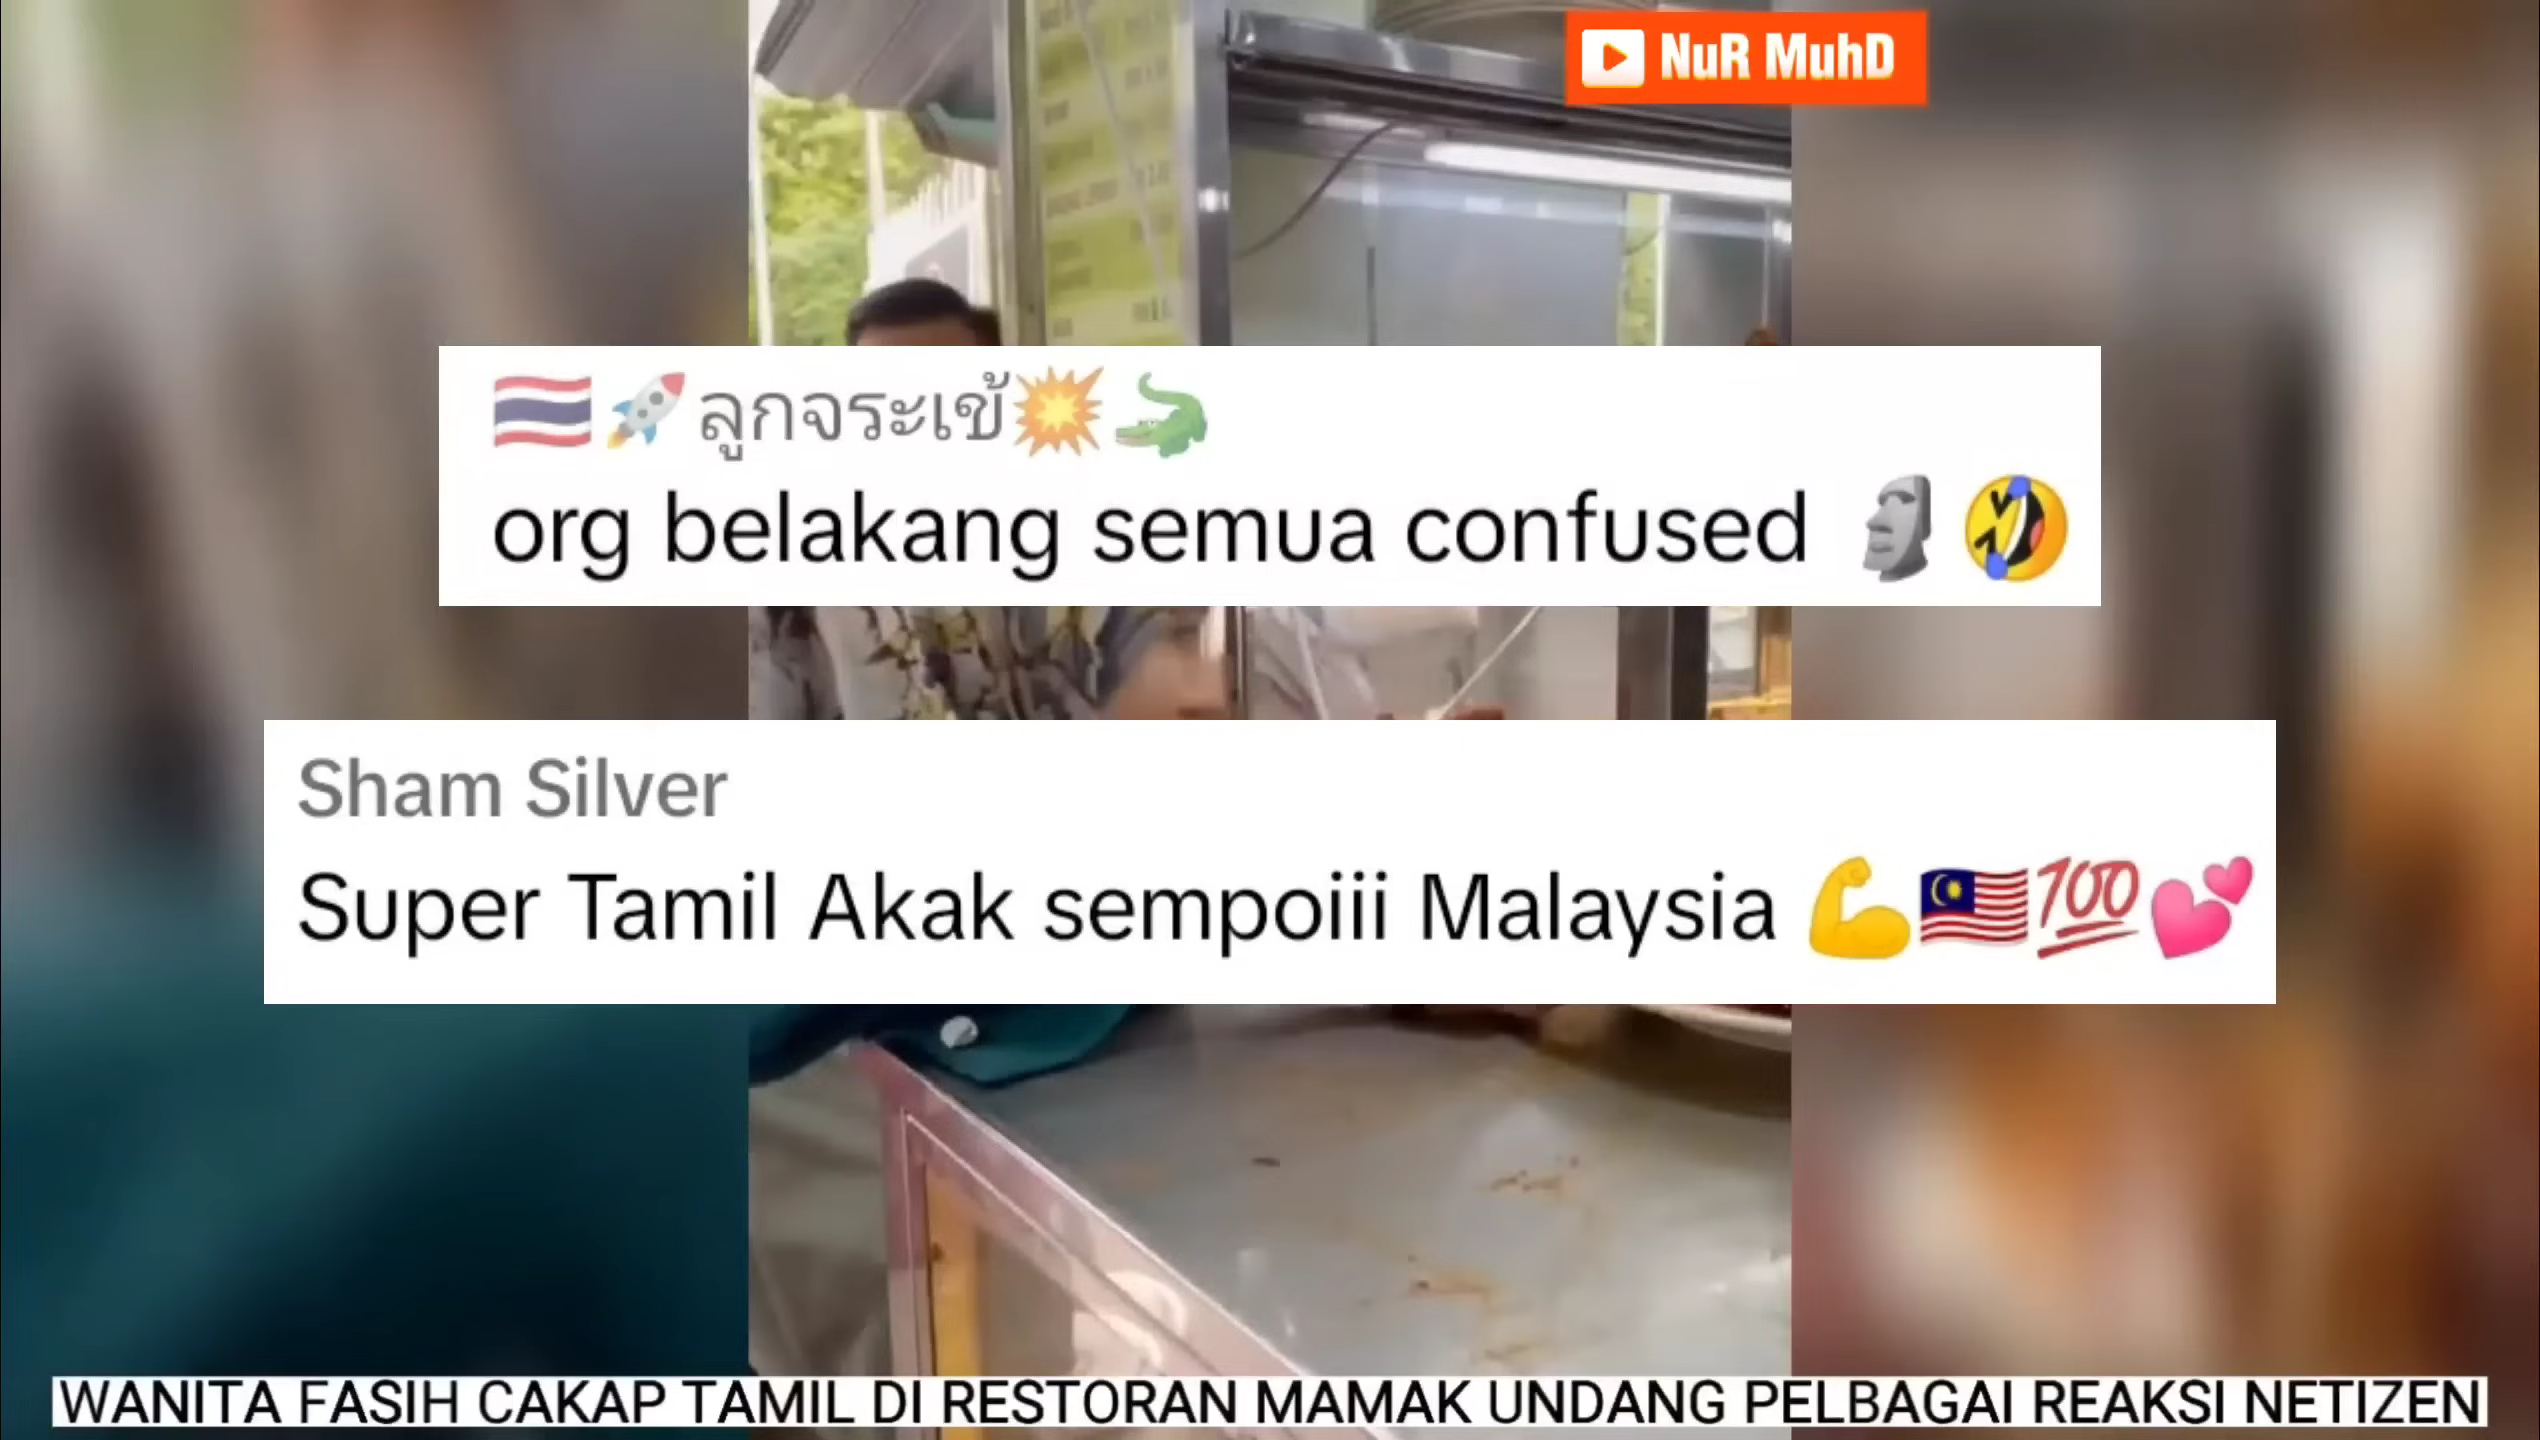 NuR MuhD
🇹🇭🚀ลูกจระเข้💥🐊
org belakang semua confused 🗿🤣
Sham Silver
Super Tamil Akak sempoiii Malaysia 💪🇲🇾💯💕
WANITA FASIH CAKAP TAMIL DI RESTORAN MAMAK UNDANG PELBAGAI REAKSI NETIZEN